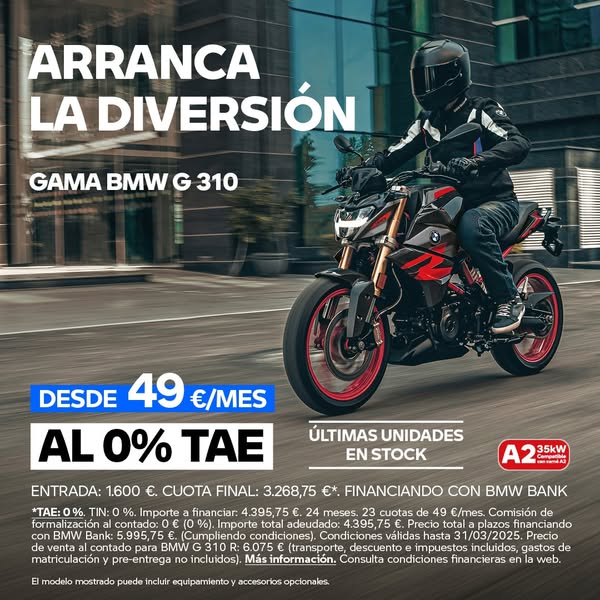 ARRANCA
LA DIVERSIÓN
GAMA BMW G 310
DESDE 49 €/MES
AL 0% TAE
ÚLTIMAS UNIDADES
EN STOCK
A2 35kW
Compatible
con carné A2
ENTRADA: 1.600 €. CUOTA FINAL: 3.268,75 €*. FINANCIANDO CON BMW BANK
*TAE: 0 %. TIN: 0 %. Importe a financiar: 4.395,75 €. 24 meses. 23 cuotas de 49 €/mes. Comisión de
formalización al contado: 0 € (0 %). Importe total adeudado: 4.395,75 €. Precio total a plazos financiando
con BMW Bank: 5.995,75 €. (Cumpliendo condiciones). Condiciones válidas hasta 31/03/2025. Precio
de venta al contado para BMW G 310 R: 6.075 € (transporte, descuento e impuestos incluidos, gastos de
matriculación y pre-entrega no incluidos). Más información. Consulta condiciones financieras en la web.
El modelo mostrado puede incluir equipamiento y accesorios opcionales.